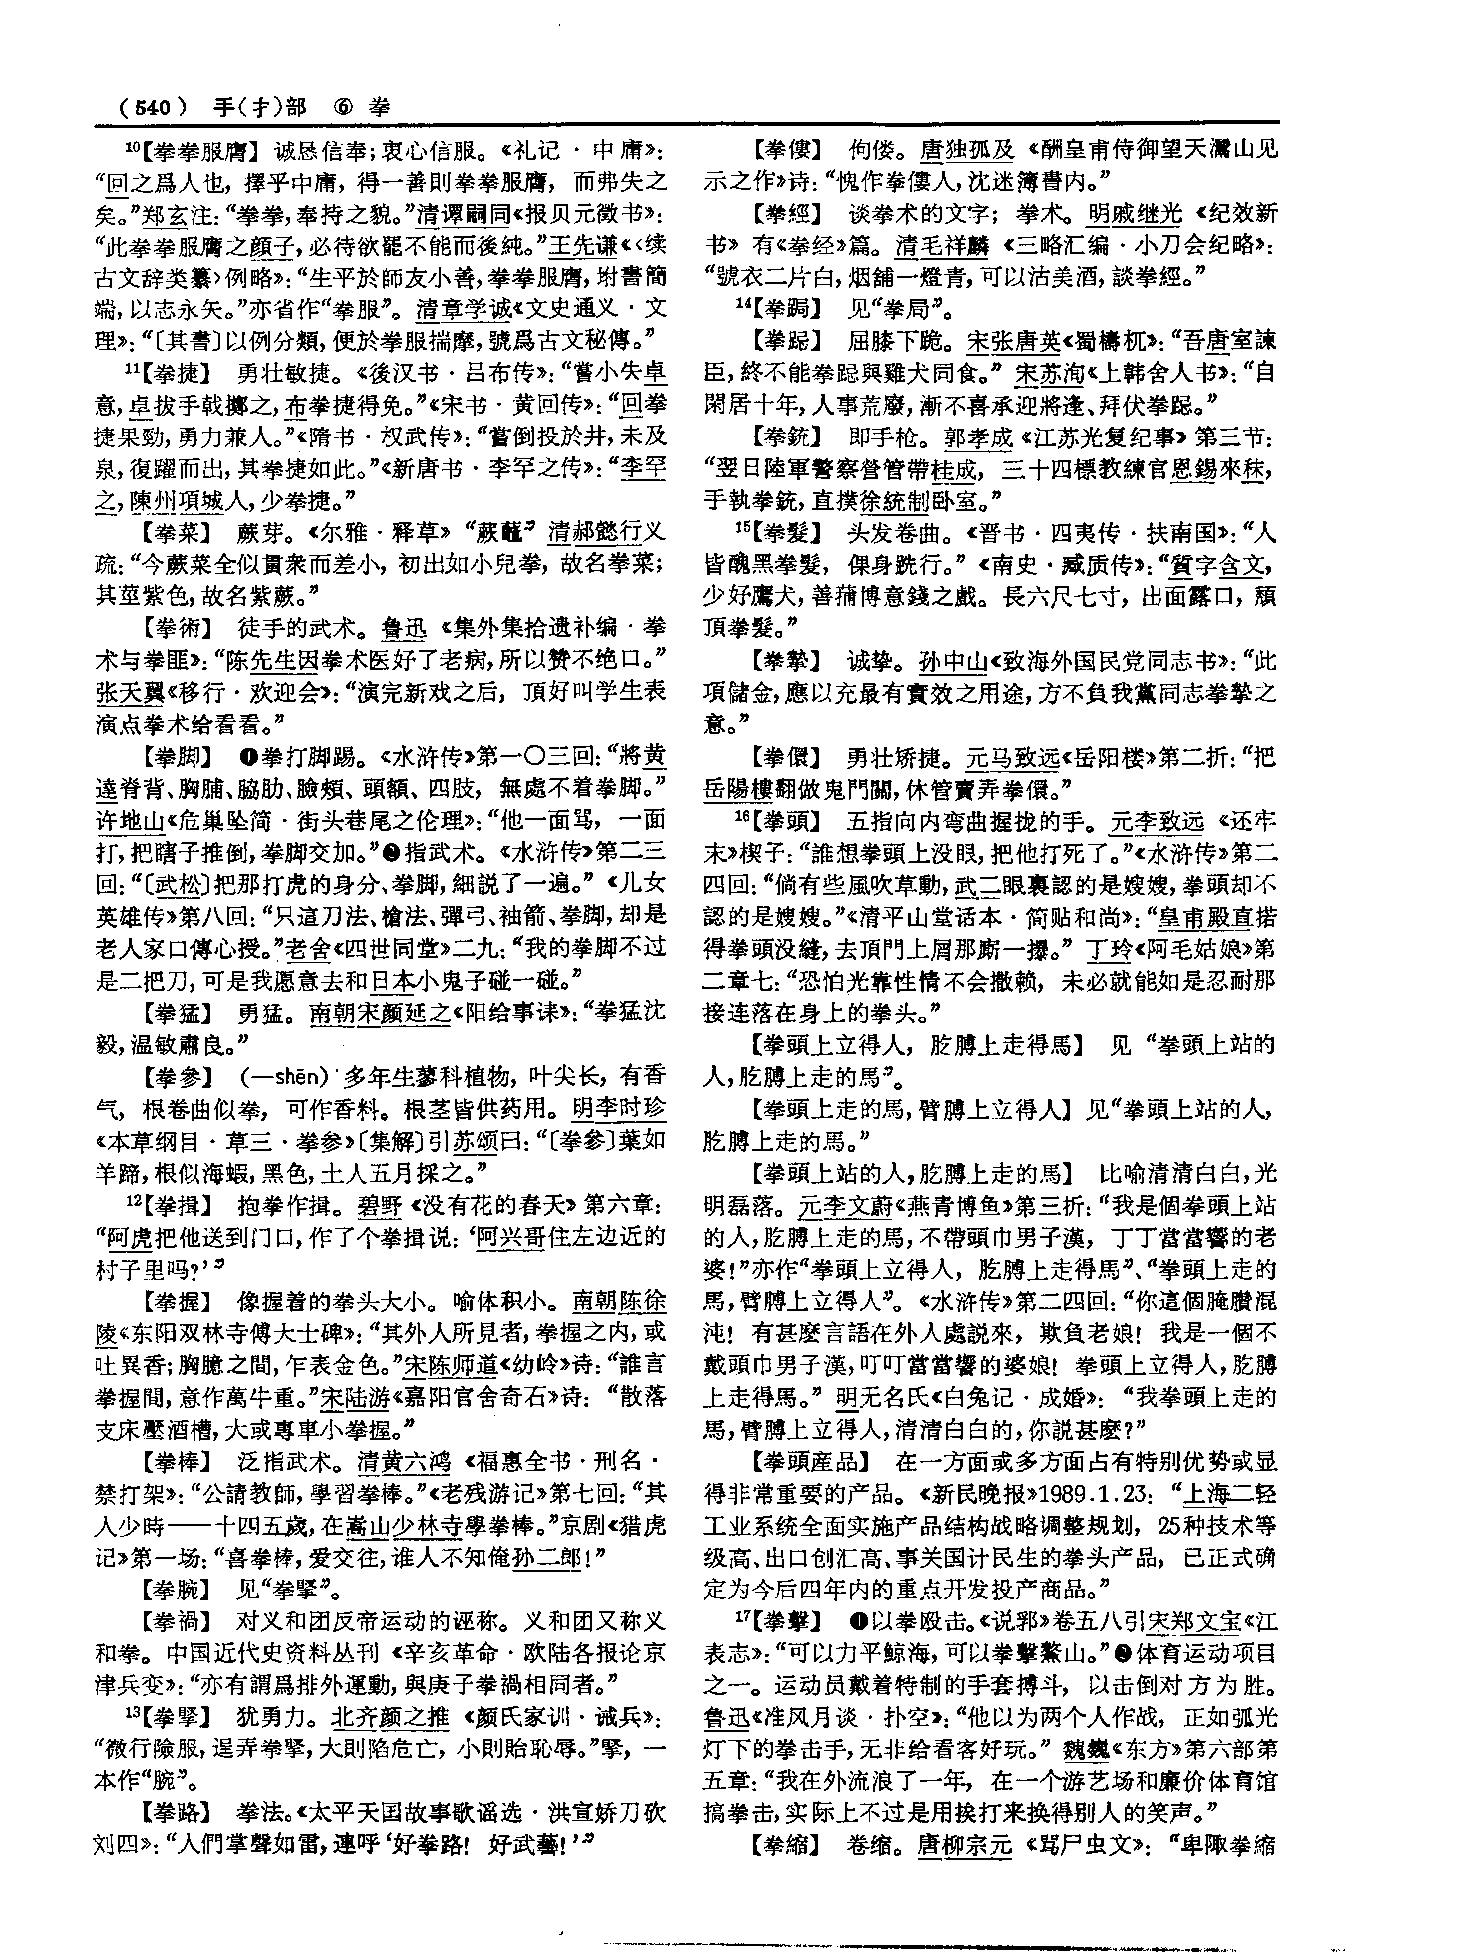 (540) 手(扌)部 ⑥ 拳
10【拳拳服膺】 诚恳信奉;衷心信服。《礼记·中庸》:
“回之爲人也, 擇乎中庸, 得一善則拳拳服膺, 而弗失之
矣。”郑玄注:“拳拳,奉持之貌。”清谭嗣同《报贝元徵书》:
“此拳拳服膺之顔子,必待欲罷不能而後純。”王先谦《〈续
古文辞类纂〉例略》:“生平於師友小善,拳拳服膺,坿書簡
端,以志永矢。”亦省作“拳服”。清章学诚《文史通义·文
理》:“〔其書〕以例分類,便於拳服揣摩,號爲古文秘傳。”
11【拳捷】 勇壮敏捷。《後汉书·吕布传》:“嘗小失卓
意,卓拔手戟擲之,布拳捷得免。”《宋书·黄回传》:“回拳
捷果勁,勇力兼人。”《隋书·权武传》:“嘗倒投於井,未及
泉,復躍而出,其拳捷如此。”《新唐书·李罕之传》:“李罕
之,陳州項城人,少拳捷。”
【拳菜】 蕨芽。《尔雅·释草》“蕨虌” 清郝懿行义
疏:“今蕨菜全似貫衆而差小, 初出如小兒拳, 故名拳菜;
其莖紫色,故名紫蕨。”
【拳術】 徒手的武术。鲁迅《集外集拾遗补编·拳
术与拳匪》:“陈先生因拳术医好了老病,所以赞不绝口。”
张天翼《移行·欢迎会》:“演完新戏之后, 頂好叫学生表
演点拳术给看看。”
【拳脚】 ❶拳打脚踢。《水浒传》第一〇三回:“將黄
達脊背、胸脯、脇肋、臉頰、頭額、四肢, 無處不着拳脚。”
许地山《危巢坠简·街头巷尾之伦理》:“他一面骂, 一面
打,把瞎子推倒,拳脚交加。”❷指武术。《水浒传》第二三
回:“〔武松〕把那打虎的身分、拳脚,細説了一遍。”《儿女
英雄传》第八回:“只這刀法、槍法、彈弓、袖箭、拳脚,却是
老人家口傳心授。”老舍《四世同堂》二九:“我的拳脚不过
是二把刀,可是我愿意去和日本小鬼子碰一碰。”
【拳猛】 勇猛。南朝宋颜延之《阳给事诔》:“拳猛沈
毅,温敏肅良。”
【拳參】 (—shēn) 多年生蓼科植物, 叶尖长, 有香
气, 根卷曲似拳, 可作香料。根茎皆供药用。明李时珍
《本草纲目·草三·拳参》〔集解〕引苏颂曰:“〔拳参〕葉如
羊蹄,根似海蝦,黑色,土人五月採之。”
12【拳揖】 抱拳作揖。碧野《没有花的春天》第六章:
“阿虎把他送到门口,作了个拳揖说:‘阿兴哥住左边近的
村子里吗?’”
【拳握】 像握着的拳头大小。喻体积小。南朝陈徐
陵《东阳双林寺傅大士碑》:“其外人所見者,拳握之内,或
吐異香;胸臆之間,乍表金色。”宋陈师道《幼岭》诗:“誰言
拳握間,意作萬牛重。”宋陆游《嘉阳官舍奇石》诗:“散落
支床壓酒槽,大或專車小拳握。”
【拳棒】 泛指武术。清黄六鸿《福惠全书·刑名·
禁打架》:“公請教師,學習拳棒。”《老残游记》第七回:“其
人少時——十四五歲,在嵩山少林寺學拳棒。”京剧《猎虎
记》第一场:“喜拳棒,爱交往,谁人不知俺孙二郎!”
【拳腕】 见“拳掔”。
【拳禍】 对义和团反帝运动的诬称。义和团又称义
和拳。中国近代史资料丛刊《辛亥革命·欧陆各报论京
津兵变》:“亦有謂爲排外運動,與庚子拳禍相同者。”
13【拳掔】 犹勇力。北齐颜之推《颜氏家训·诫兵》:
“微行險服,逞弄拳掔,大則陷危亡, 小則貽恥辱。”掔, 一
本作“腕”。
【拳路】 拳法。《太平天囯故事歌谣选·洪宣娇刀砍
刘四》:“人們掌聲如雷,連呼‘好拳路! 好武藝!’”
【拳僂】 佝偻。唐独孤及《酬皇甫侍御望天灊山见
示之作》诗:“愧作拳僂人,沈迷簿書内。”
【拳經】 谈拳术的文字; 拳术。明戚继光《纪效新
书》有《拳经》篇。清毛祥麟《三略汇编·小刀会纪略》:
“號衣二片白,烟舖一燈青,可以沽美酒,談拳經。”
14【拳跼】 见“拳局”。
【拳跽】 屈膝下跪。宋张唐英《蜀檮杌》:“吾唐室諫
臣,終不能拳跽與雞犬同食。” 宋苏洵《上韩舍人书》:“自
閑居十年,人事荒廢,漸不喜承迎將逢、拜伏拳跽。”
【拳銃】 即手枪。郭孝成《江苏光复纪事》第三节:
“翌日陸軍警察營管帶桂成, 三十四標教練官恩錫來秣,
手執拳銃,直撲徐統制卧室。”
15【拳髮】 头发卷曲。《晋书·四夷传·扶南国》:“人
皆醜黑拳髮, 倮身跣行。”《南史·臧质传》:“質字含文,
少好鷹犬,善蒱博意錢之戲。長六尺七寸, 出面露口, 頹
頂拳髮。”
【拳摯】 诚挚。孙中山《致海外国民党同志书》:“此
項儲金,應以充最有實效之用途,方不負我黨同志拳摯之
意。”
【拳儇】 勇壮矫捷。元马致远《岳阳楼》第二折:“把
岳陽樓翻做鬼門關,休管賣弄拳儇。”
16【拳頭】 五指向内弯曲握拢的手。元李致远《还牢
末》楔子:“誰想拳頭上没眼,把他打死了。”《水浒传》第二
四回:“倘有些風吹草動,武二眼裏認的是嫂嫂,拳頭却不
認的是嫂嫂。”《清平山堂话本·简贴和尚》:“皇甫殿直掿
得拳頭没縫,去頂門上屑那廝一摞。” 丁玲《阿毛姑娘》第
二章七:“恐怕光靠性情不会撒赖, 未必就能如是忍耐那
接连落在身上的拳头。”
【拳頭上立得人, 肐膊上走得馬】 见 “拳頭上站的
人,肐膊上走的馬”。
【拳頭上走的馬,臂膊上立得人】见“拳頭上站的人,
肐膊上走的馬。”
【拳頭上站的人,肐膊上走的馬】 比喻清清白白,光
明磊落。元李文蔚《燕青博鱼》第三折:“我是個拳頭上站
的人,肐膊上走的馬,不帶頭巾男子漢, 丁丁當當響的老
婆!”亦作“拳頭上立得人, 肐膊上走得馬”、“拳頭上走的
馬,臂膊上立得人”。《水浒传》第二四回:“你這個腌臢混
沌! 有甚麽言語在外人處説來, 欺負老娘! 我是一個不
戴頭巾男子漢,叮叮當當響的婆娘! 拳頭上立得人,肐膊
上走得馬。” 明无名氏《白兔记·成婚》: “我拳頭上走的
馬,臂膊上立得人,清清白白的,你説甚麽?”
【拳頭産品】 在一方面或多方面占有特别优势或显
得非常重要的产品。《新民晚报》1989.1.23: “上海二轻
工业系统全面实施产品结构战略调整规划, 25种技术等
级高、出口创汇高、事关国计民生的拳头产品, 已正式确
定为今后四年内的重点开发投产商品。”
17【拳擊】 ❶以拳殴击。《说郛》卷五八引宋郑文宝《江
表志》:“可以力平鲸海,可以拳擊鰲山。”❷体育运动项目
之一。运动员戴着特制的手套搏斗, 以击倒对方为胜。
鲁迅《准风月谈·扑空》:“他以为两个人作战, 正如弧光
灯下的拳击手,无非给看客好玩。” 魏巍《东方》第六部第
五章:“我在外流浪了一年, 在一个游艺场和廉价体育馆
搞拳击,实际上不过是用挨打来换得别人的笑声。”
【拳縮】 卷缩。唐柳宗元《骂尸虫文》: “卑陬拳縮